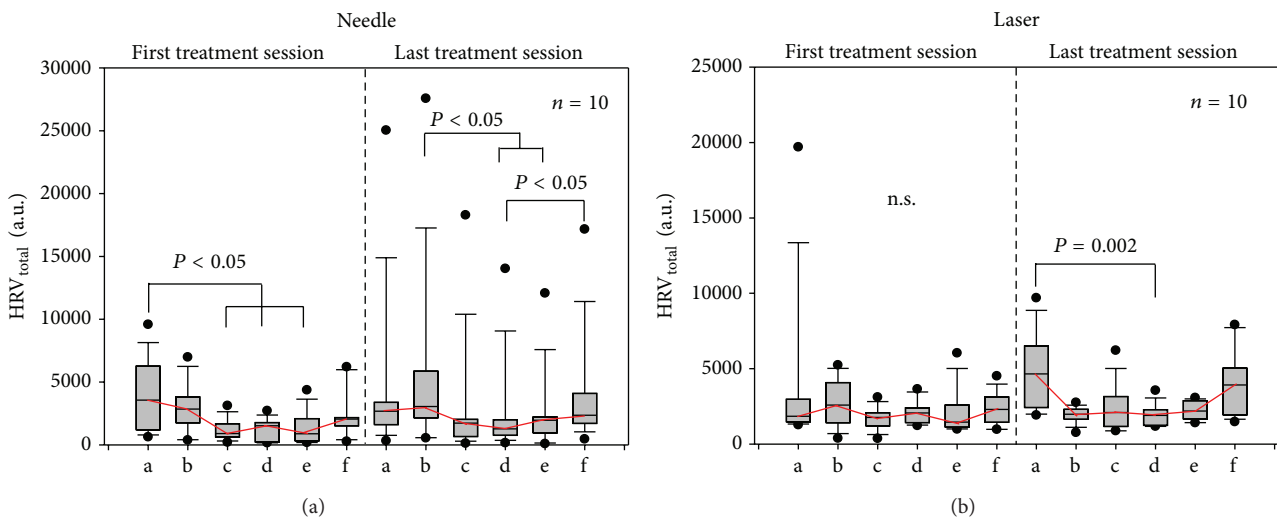 Needle
First treatment session Last treatment session
30000
25000
20000
15000
10000
5000
0
HRVtotal (a.u.)
n = 10
P < 0.05
P < 0.05
P < 0.05
a b c d e f a b c d e f
(a)
Laser
First treatment session Last treatment session
25000
20000
15000
10000
5000
0
HRVtotal (a.u.)
n = 10
n.s.
P = 0.002
a b c d e f a b c d e f
(b)